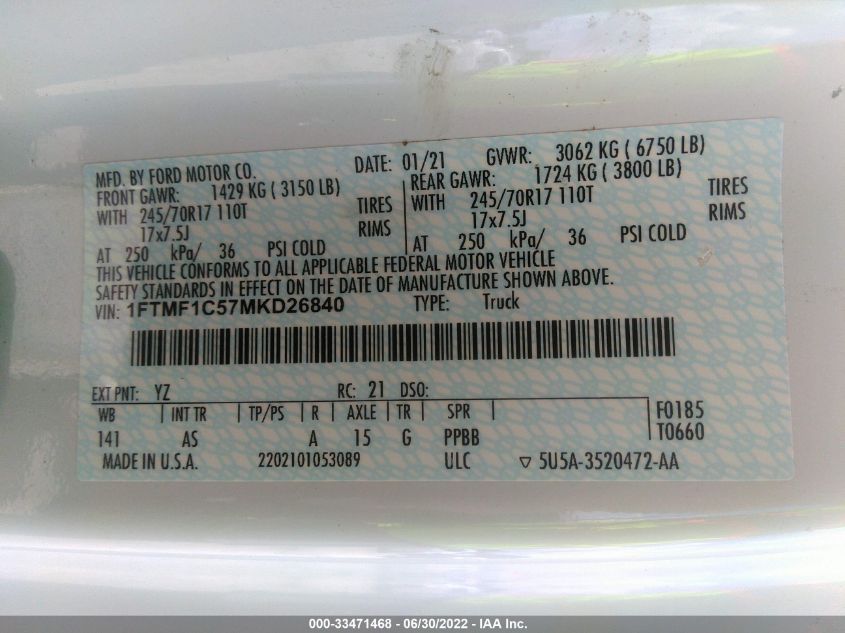 MFD. BY FORD MOTOR CO. DATE: 01/21 GVWR: 3062 KG ( 6750 LB)
FRONT GAWR: 1429 KG ( 3150 LB) REAR GAWR: 1724 KG ( 3800 LB)
WITH 245/70R17 110T TIRES WITH 245/70R17 110T TIRES
17x7.5J RIMS 17x7.5J RIMS
AT 250 kPa/ 36 PSI COLD AT 250 kPa/ 36 PSI COLD
THIS VEHICLE CONFORMS TO ALL APPLICABLE FEDERAL MOTOR VEHICLE
SAFETY STANDARDS IN EFFECT ON THE DATE OF MANUFACTURE SHOWN ABOVE.
VIN: 1FTMF1C57MKD26840 TYPE: Truck
EXT PNT: YZ RC: 21 DSO:
WB INT TR TP/PS R AXLE TR SPR F0185
141 AS A 15 G PPBB T0660
MADE IN U.S.A. 2202101053089 ULC ▽ 5U5A-3520472-AA
000-33471468 - 06/30/2022 - IAA Inc.